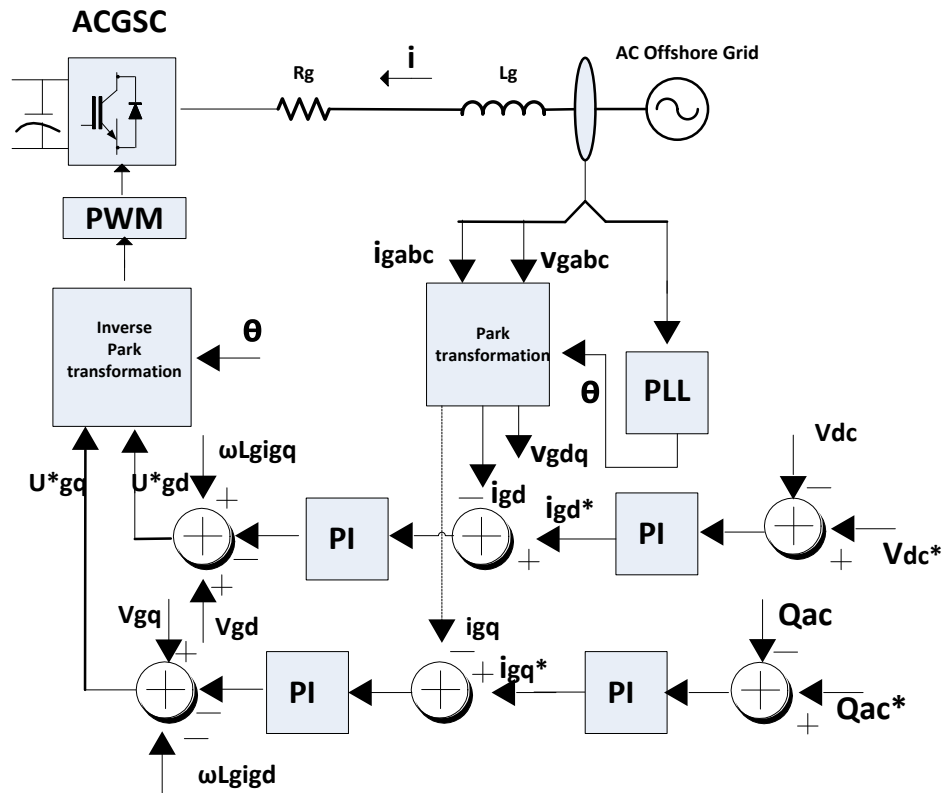 ACGSC
AC Offshore Grid
Rg
i
Lg
PWM
igabc
vgabc
Inverse
Park
transformation
θ
Park
transformation
θ
PLL
vgdq
Vdc
ωLgigq
U*gq
U*gd
igd
igd*
PI
PI
Vdc*
Vgq
Vgd
igq
igq*
Qac
PI
PI
Qac*
ωLgigd